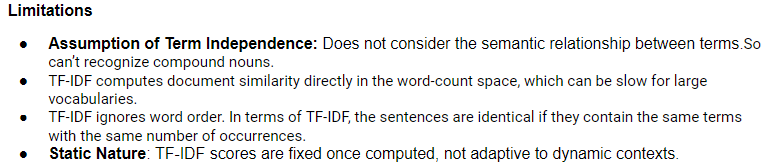 Limitations
● Assumption of Term Independence: Does not consider the semantic relationship between terms.So
can't recognize compound nouns.
● TF-IDF computes document similarity directly in the word-count space, which can be slow for large
vocabularies.
● TF-IDF ignores word order. In terms of TF-IDF, the sentences are identical if they contain the same terms
with the same number of occurrences.
● Static Nature: TF-IDF scores are fixed once computed, not adaptive to dynamic contexts.